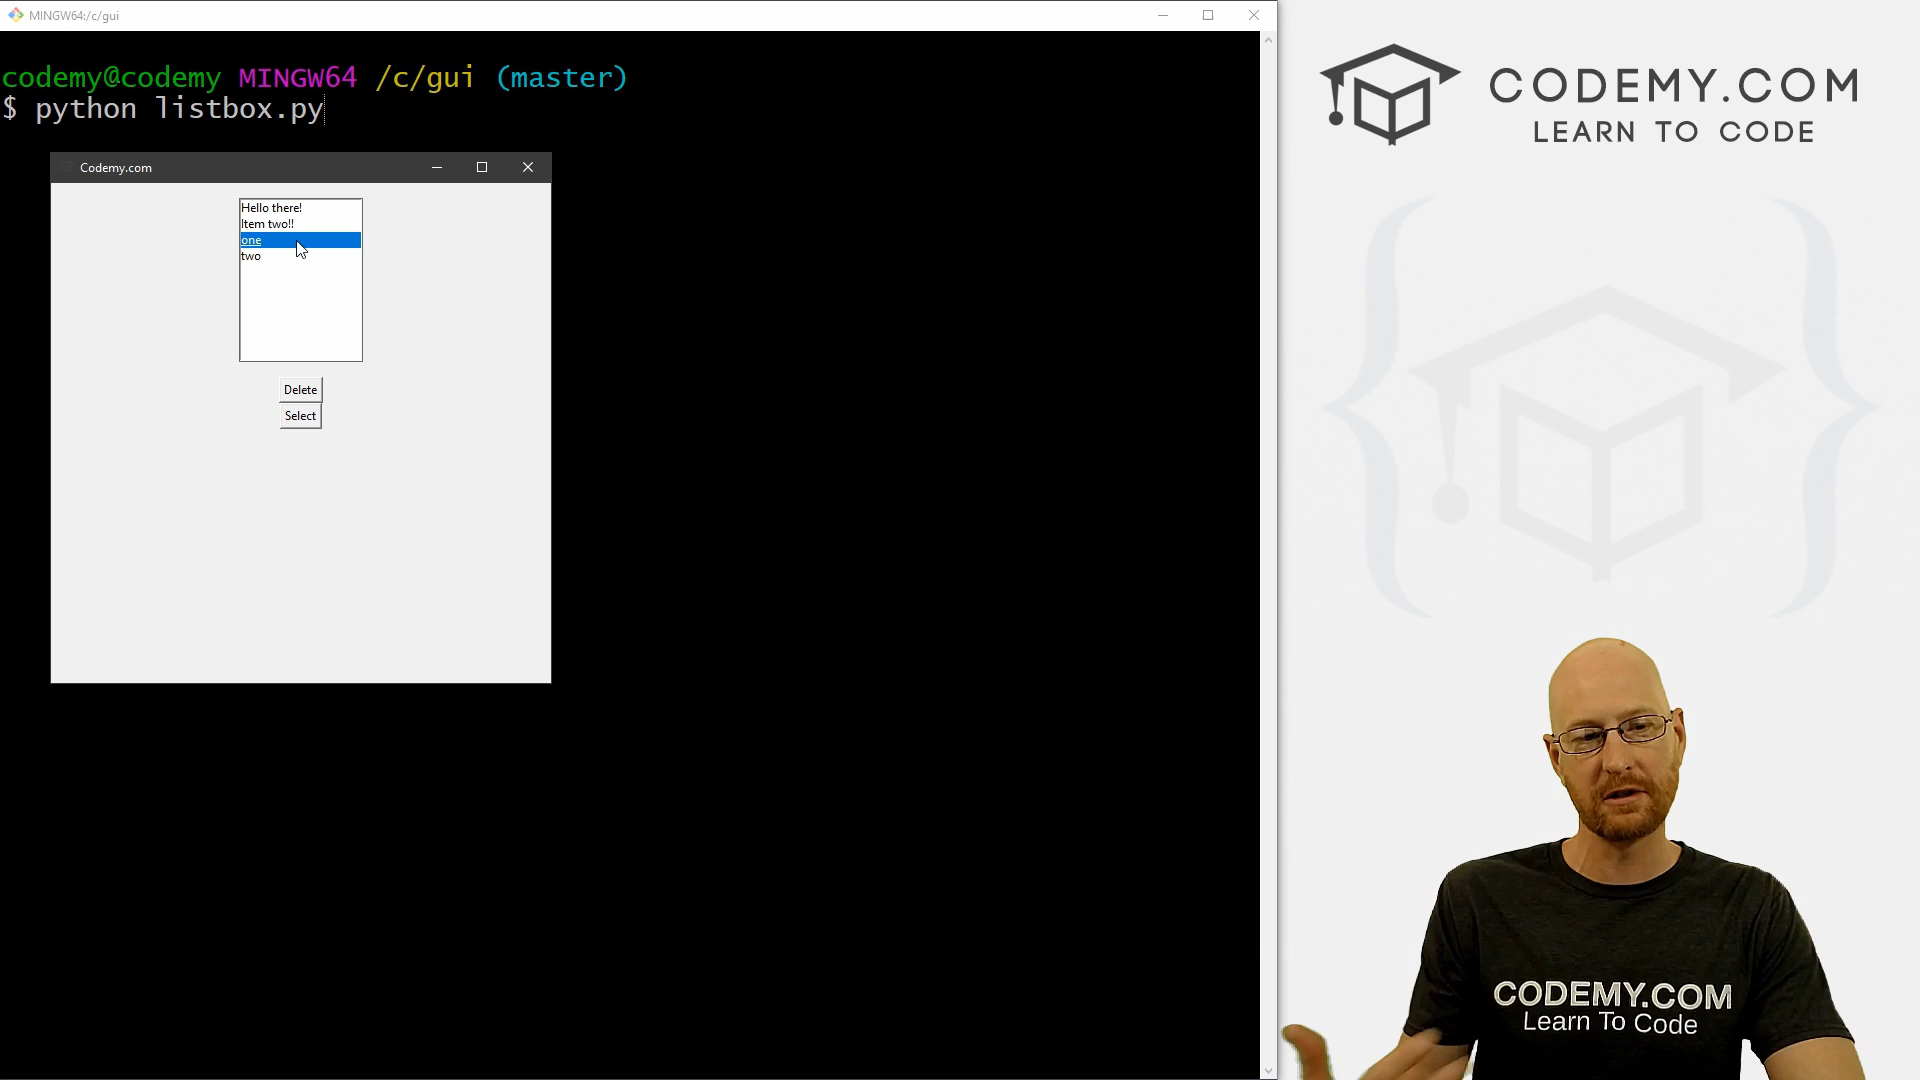 MINGW64:/c/gui
codemy@codemy MINGW64 /c/gui (master)
$ python listbox.py
Codemy.com
Hello there!
Item two!!
one
two
Delete
Select
CODEMY.COM
LEARN TO CODE
CODEMY.COM
Learn To Code